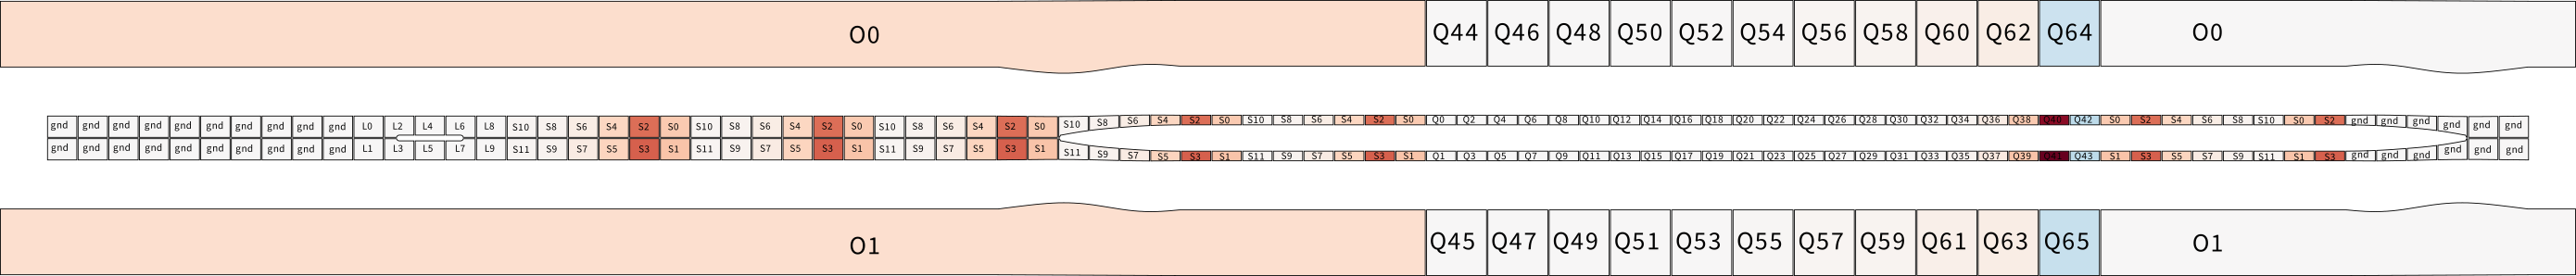 O0 Q44 Q46 Q48 Q50 Q52 Q54 Q56 Q58 Q60 Q62 Q64 O0
gnd gnd gnd gnd gnd gnd gnd gnd gnd gnd L0 L2 L4 L6 L8 S10 S8 S6 S4 S2 S0 S10 S8 S6 S4 S2 S0 S10 S8 S6 S4 S2 S0 S10 S8 S6 S4 S2 S0 S10 S8 S6 S4 S2 S0 Q0 Q2 Q4 Q6 Q8 Q10 Q12 Q14 Q16 Q18 Q20 Q22 Q24 Q26 Q28 Q30 Q32 Q34 Q36 Q38 Q40 Q42 S0 S2 S4 S6 S8 S10 S0 S2 gnd gnd gnd gnd gnd gnd
gnd gnd gnd gnd gnd gnd gnd gnd gnd gnd L1 L3 L5 L7 L9 S11 S9 S7 S5 S3 S1 S11 S9 S7 S5 S3 S1 S11 S9 S7 S5 S3 S1 S11 S9 S7 S5 S3 S1 S11 S9 S7 S5 S3 S1 Q1 Q3 Q5 Q7 Q9 Q11 Q13 Q15 Q17 Q19 Q21 Q23 Q25 Q27 Q29 Q31 Q33 Q35 Q37 Q39 Q41 Q43 S1 S3 S5 S7 S9 S11 S1 S3 gnd gnd gnd gnd gnd gnd
O1 Q45 Q47 Q49 Q51 Q53 Q55 Q57 Q59 Q61 Q63 Q65 O1